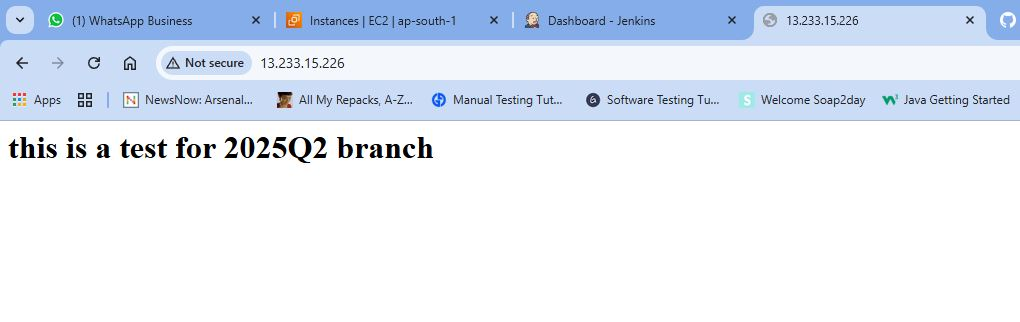 (1) WhatsApp Business
Instances | EC2 | ap-south-1
Dashboard - Jenkins
13.233.15.226
Not secure
13.233.15.226
Apps
NewsNow: Arsenal...
All My Repacks, A-Z...
Manual Testing Tut...
Software Testing Tu...
Welcome Soap2day
Java Getting Started
this is a test for 2025Q2 branch